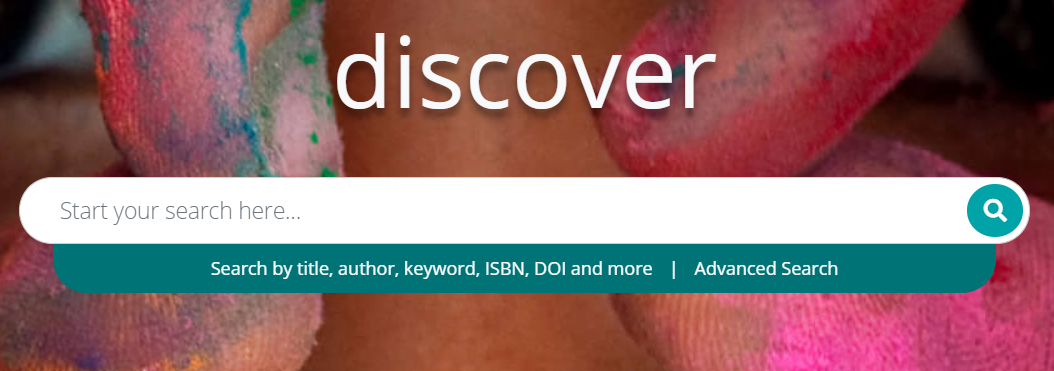 discover
Start your search here...
Search by title, author, keyword, ISBN, DOI and more | Advanced Search